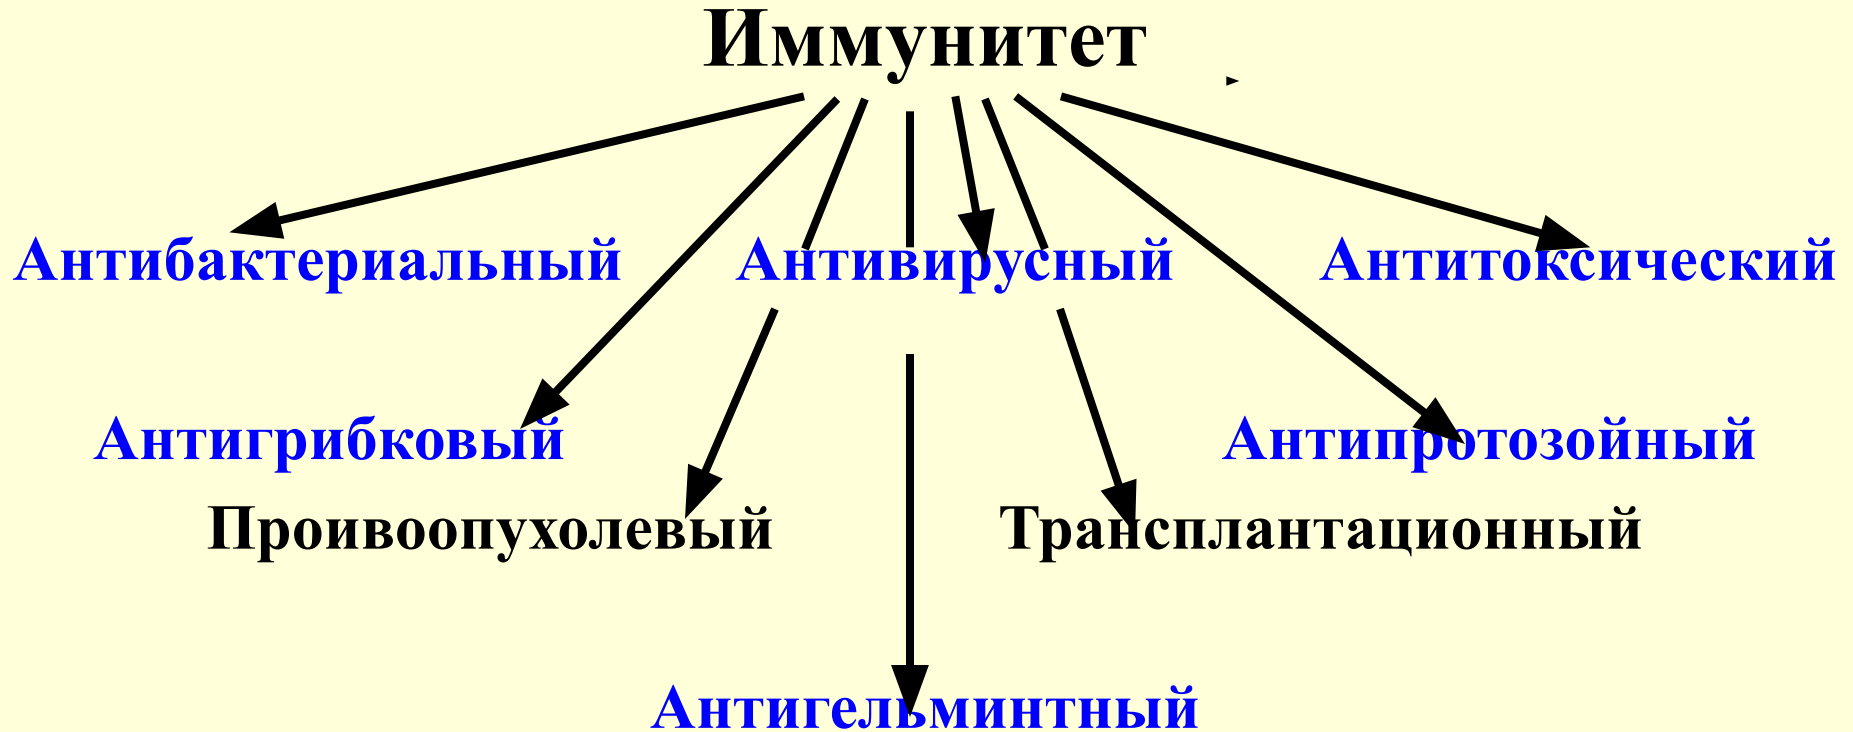 Иммунитет
Антибактериальный
Антивирусный
Антитоксический
Антигрибковый
Антипротозойный
Проивоопухолевый
Трансплантационный
Антигельминтный